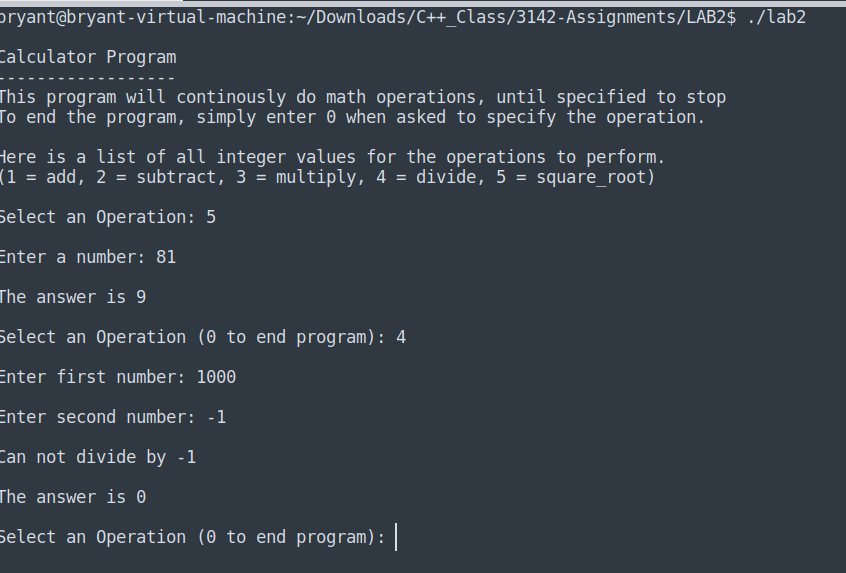 bryant@bryant-virtual-machine:~/Downloads/C++_Class/3142-Assignments/LAB2$ ./lab2
Calculator Program
------------------
This program will continously do math operations, until specified to stop
To end the program, simply enter 0 when asked to specify the operation.
Here is a list of all integer values for the operations to perform.
(1 = add, 2 = subtract, 3 = multiply, 4 = divide, 5 = square_root)
Select an Operation: 5
Enter a number: 81
The answer is 9
Select an Operation (0 to end program): 4
Enter first number: 1000
Enter second number: -1
Can not divide by -1
The answer is 0
Select an Operation (0 to end program):